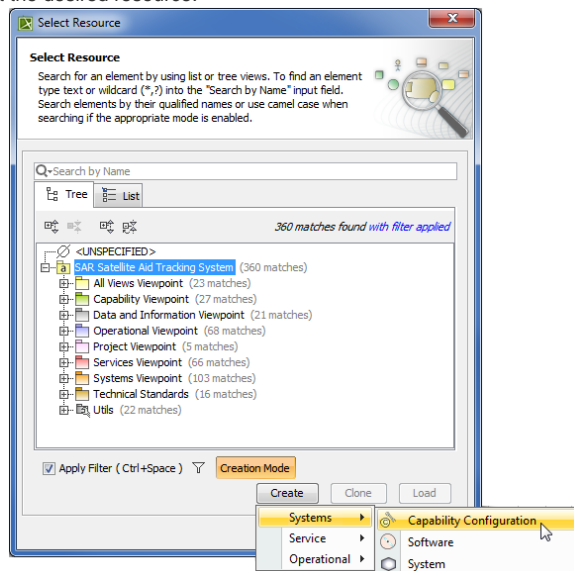 the desired resource.
Select Resource
Select Resource
Search for an element by using list or tree views. To find an element
type text or wildcard (*,?) into the "Search by Name" input field.
Search elements by their qualified names or use camel case when
searching if the appropriate mode is enabled.
Search by Name
Tree
List
360 matches found with filter applied
<UNSPECIFIED>
a SAR Satellite Aid Tracking System (360 matches)
All Views Viewpoint (23 matches)
Capability Viewpoint (27 matches)
Data and Information Viewpoint (21 matches)
Operational Viewpoint (68 matches)
Project Viewpoint (5 matches)
Services Viewpoint (66 matches)
Systems Viewpoint (103 matches)
Technical Standards (16 matches)
Utils (22 matches)
Apply Filter (Ctrl+Space)
Creation Mode
Create
Clone
Load
Systems
Capability Configuration
Service
Software
Operational
System